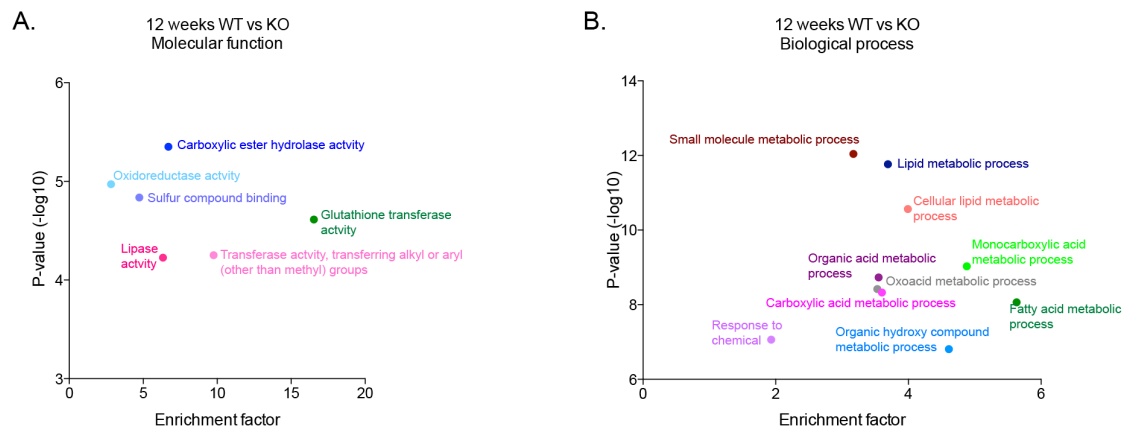 A.
12 weeks WT vs KO
Molecular function
6
5
4
3
P-value (-log10)
Carboxylic ester hydrolase actvity
Oxidoreductase actvity
Sulfur compound binding
Glutathione transferase
actvity
Lipase
actvity
Transferase actvity, transferring alkyl or aryl
(other than methyl) groups
0
5
10
15
20
Enrichment factor
B.
12 weeks WT vs KO
Biological process
14
12
10
8
6
P-value (-log10)
Small molecule metabolic process
Lipid metabolic process
Cellular lipid metabolic
process
Monocarboxylic acid
metabolic process
Organic acid metabolic
process
Oxoacid metabolic process
Carboxylic acid metabolic process
Fatty acid metabolic
process
Response to
chemical
Organic hydroxy compound
metabolic process
0
2
4
6
Enrichment factor